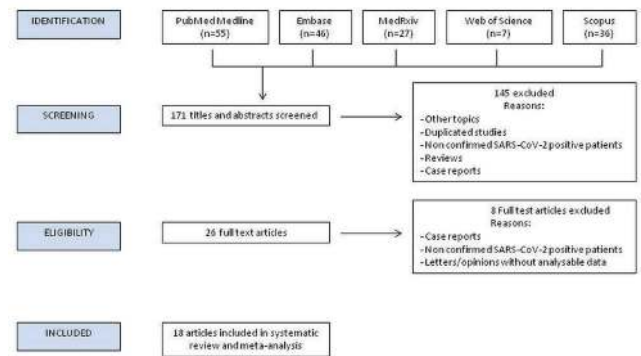 IDENTIFICATION
PubMed Medline
(n=55)
Embase
(n=46)
MedRxiv
(n=27)
Web of Science
(n=7)
Scopus
(n=36)
SCREENING
171 titles and abstracts screened
145 excluded
Reasons:
-Other topics
-Duplicated studies
-Non confirmed SARS-CoV-2 positive patients
-Reviews
-Case reports
ELIGIBILITY
26 full text articles
8 Full test articles excluded
Reasons:
-Case reports
-Non confirmed SARS-CoV-2 positive patients
-Letters/opinions without analysable data
INCLUDED
18 articles included in systematic
review and meta-analysis